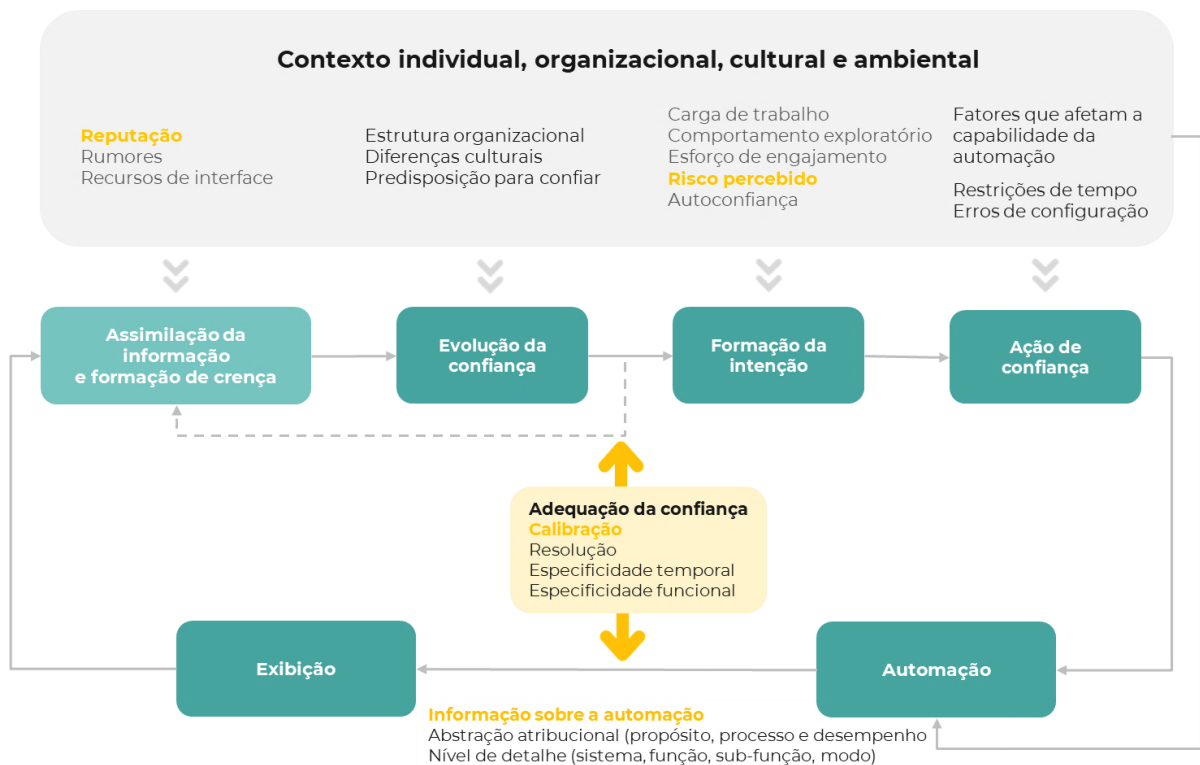 Contexto individual, organizacional, cultural e ambiental
Reputação
Rumores
Recursos de interface
Estrutura organizacional
Diferenças culturais
Predisposição para confiar
Carga de trabalho
Comportamento exploratório
Esforço de engajamento
Risco percebido
Autoconfiança
Fatores que afetam a
capabilidade da
automação
Restrições de tempo
Erros de configuração
Assimilação da
informação
e formação de crença
Evolução da
confiança
Formação da
intenção
Ação de
confiança
Adequação da confiança
Calibração
Resolução
Especificidade temporal
Especificidade funcional
Exibição
Automação
Informação sobre a automação
Abstração atribucional (propósito, processo e desempenho
Nível de detalhe (sistema, função, sub-função, modo)